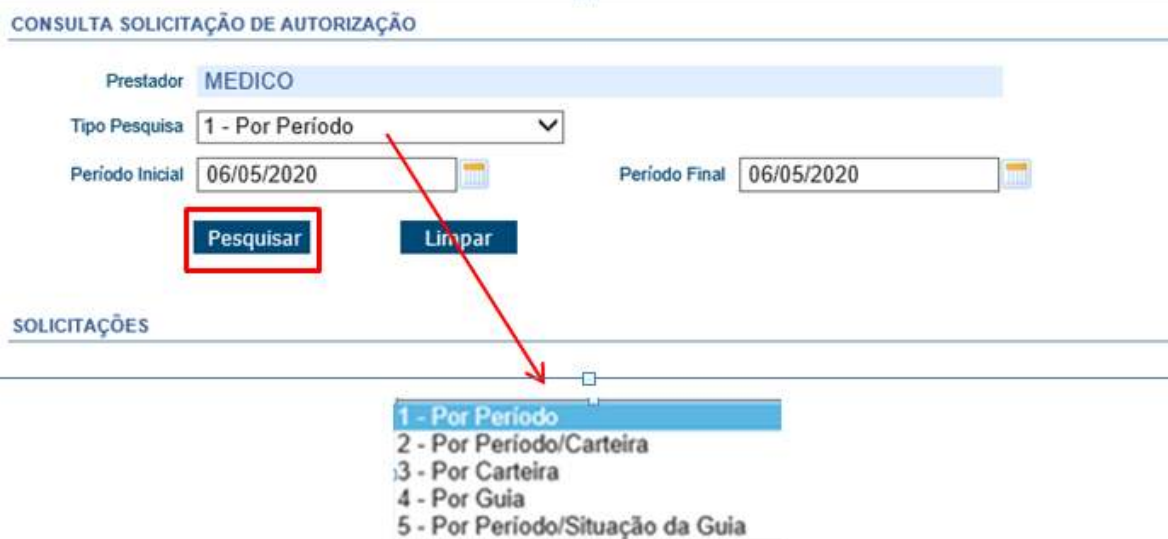 CONSULTA SOLICITAÇÃO DE AUTORIZAÇÃO
Prestador MEDICO
Tipo Pesquisa 1 - Por Período
Período Inicial 06/05/2020 Período Final 06/05/2020
Pesquisar Limpar
SOLICITAÇÕES
1 - Por Período
2 - Por Período/Carteira
3 - Por Carteira
4 - Por Guia
5 - Por Período/Situação da Guia